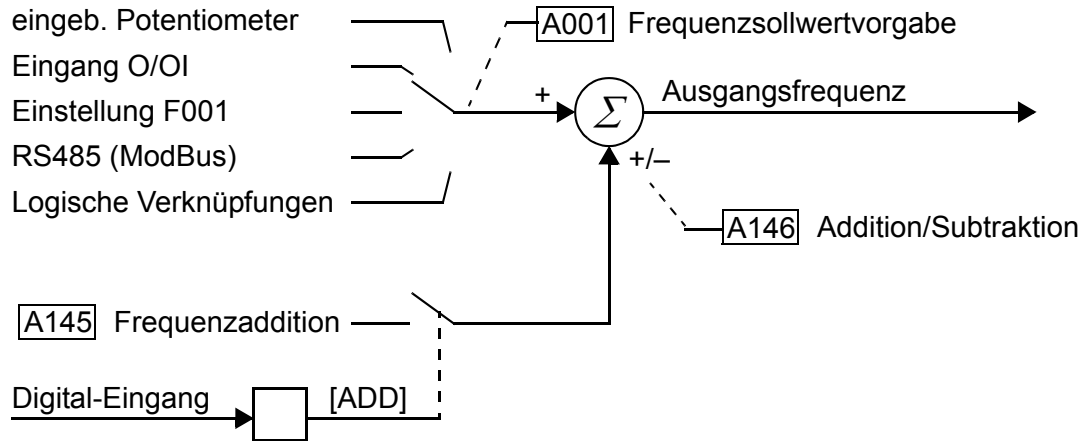 eingeb. Potentiometer
A001 Frequenzsollwertvorgabe
Eingang O/OI
Einstellung F001
+
Σ
Ausgangsfrequenz
RS485 (ModBus)
+/–
Logische Verknüpfungen
A146 Addition/Subtraktion
A145 Frequenzaddition
Digital-Eingang
[ADD]